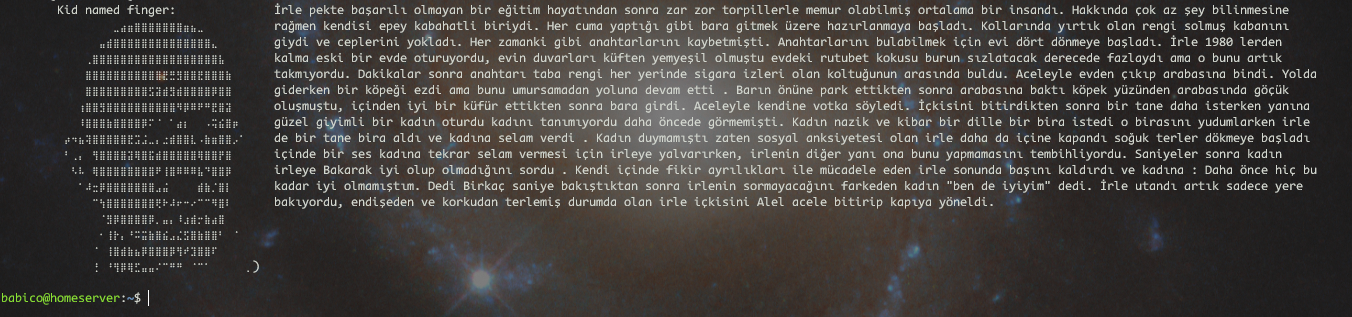 Kid named finger:
İrle pekte başarılı olmayan bir eğitim hayatından sonra zar zor torpillerle memur olabilmiş ortalama bir insandı. Hakkında çok az şey bilinmesine
rağmen kendisi epey kabahatli biriydi. Her cuma yaptığı gibi bara gitmek üzere hazırlanmaya başladı. Kollarında yırtık olan rengi solmuş kabanını
giydi ve ceplerini yokladı. Her zamanki gibi anahtarlarını kaybetmişti. Anahtarlarını bulabilmek için evi dört dönmeye başladı. İrle 1980 lerden
kalma eski bir evde oturuyordu, evin duvarları küften yemyeşil olmuştu evdeki rutubet kokusu burun sızlatacak derecede fazlaydı ama o bunu artık
takmıyordu. Dakikalar sonra anahtarı taba rengi her yerinde sigara izleri olan koltuğunun arasında buldu. Aceleyle evden çıkıp arabasına bindi. Yolda
giderken bir köpeği ezdi ama bunu umursamadan yoluna devam etti . Barın önüne park ettikten sonra arabasına baktı köpek yüzünden arabasında göçük
oluşmuştu, içinden iyi bir küfür ettikten sonra bara girdi. Aceleyle kendine votka söyledi. İçkisini bitirdikten sonra bir tane daha isterken yanına
güzel giyimli bir kadın oturdu kadını tanımıyordu daha öncede görmemişti. Kadın nazik ve kibar bir dille bir bira istedi o birasını yudumlarken irle
de bir tane bira aldı ve kadına selam verdi . Kadın duymamıştı zaten sosyal anksiyetesi olan irle daha da içine kapandı soğuk terler dökmeye başladı
içinde bir ses kadına tekrar selam vermesi için irleye yalvarırken, irlenin diğer yanı ona bunu yapmamasını tembihliyordu. Saniyeler sonra kadın
irleye Bakarak iyi olup olmadığını sordu . Kendi içinde fikir ayrılıkları ile mücadele eden irle sonunda başını kaldırdı ve kadına : Daha önce hiç bu
kadar iyi olmamıştım. Dedi Birkaç saniye bakıştıktan sonra irlenin sormayacağını farkeden kadın "ben de iyiyim" dedi. İrle utandı artık sadece yere
bakıyordu, endişeden ve korkudan terlemiş durumda olan irle içkisini Alel acele bitirip kapıya yöneldi.
babico@homeserver:~$